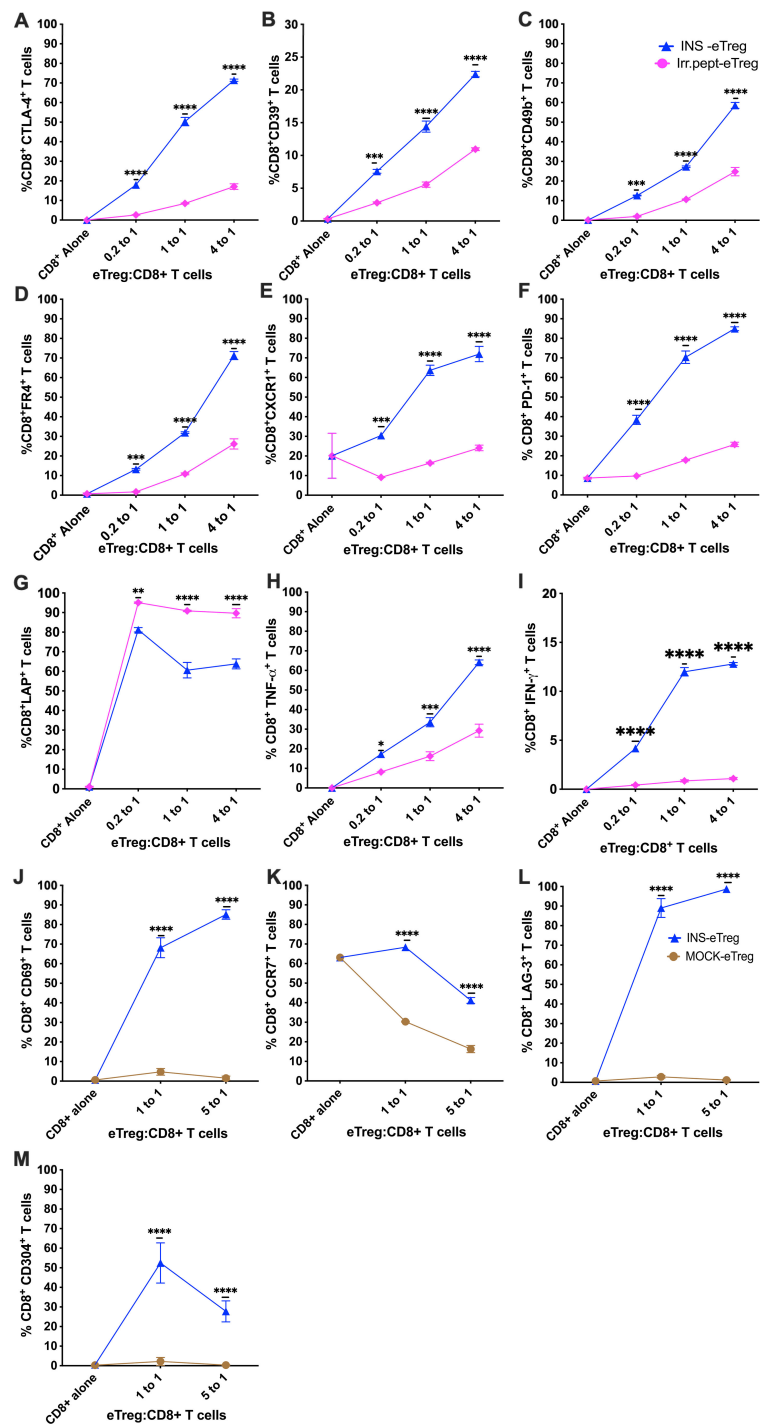 A
%CD8⁺ CTLA-4⁺ T cells
100
90
80
70
60
50
40
30
20
10
0
****
****
****
CD8⁺ Alone
0.2 to 1
1 to 1
4 to 1
eTreg:CD8+ T cells
B
%CD8⁺CD39⁺ T cells
30
25
20
15
10
5
0
***
****
****
CD8⁺ Alone
0.2 to 1
1 to 1
4 to 1
eTreg:CD8+ T cells
C
%CD8⁺CD49b⁺ T cells
100
90
80
70
60
50
40
30
20
10
0
INS -eTreg
Irr.pept-eTreg
***
****
****
CD8⁺ Alone
0.2 to 1
1 to 1
4 to 1
eTreg:CD8+ T cells
D
%CD8⁺FR4⁺ T cells
100
90
80
70
60
50
40
30
20
10
0
***
****
****
CD8⁺ Alone
0.2 to 1
1 to 1
4 to 1
eTreg:CD8+ T cells
E
%CD8⁺CXCR1⁺ T cells
100
90
80
70
60
50
40
30
20
10
0
***
****
****
CD8⁺ Alone
0.2 to 1
1 to 1
4 to 1
eTreg:CD8+ T cells
F
% CD8⁺ PD-1⁺ T cells
100
90
80
70
60
50
40
30
20
10
0
****
****
****
CD8⁺ Alone
0.2 to 1
1 to 1
4 to 1
eTreg:CD8+ T cells
G
%CD8⁺LAP⁺ T cells
100
90
80
70
60
50
40
30
20
10
0
**
****
****
CD8⁺ Alone
0.2 to 1
1 to 1
4 to 1
eTreg:CD8+ T cells
H
% CD8⁺ TNF-α⁺ T cells
100
90
80
70
60
50
40
30
20
10
0
*
***
****
CD8⁺ Alone
0.2 to 1
1 to 1
4 to 1
eTreg:CD8+ T cells
I
%CD8⁺ IFN-γ⁺ T cells
20
15
10
5
0
****
****
****
CD8⁺ Alone
0.2 to 1
1 to 1
4 to 1
eTreg:CD8⁺ T cells
J
% CD8⁺ CD69⁺ T cells
100
90
80
70
60
50
40
30
20
10
0
****
****
CD8+ alone
1 to 1
5 to 1
eTreg:CD8+ T cells
K
% CD8⁺ CCR7⁺ T cells
100
90
80
70
60
50
40
30
20
10
0
****
****
CD8+ alone
1 to 1
5 to 1
eTreg:CD8+ T cells
L
% CD8⁺ LAG-3⁺ T cells
100
90
80
70
60
50
40
30
20
10
0
****
****
INS-eTreg
MOCK-eTreg
CD8+ alone
1 to 1
5 to 1
eTreg:CD8+ T cells
M
% CD8⁺ CD304⁺ T cells
100
90
80
70
60
50
40
30
20
10
0
****
****
CD8+ alone
1 to 1
5 to 1
eTreg:CD8+ T cells